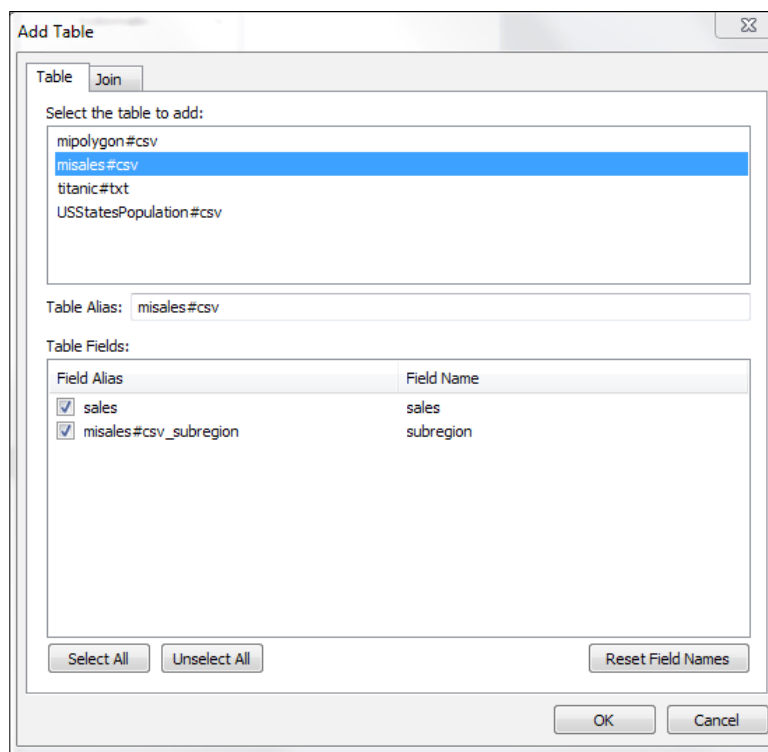 Add Table
Table Join
Select the table to add:
mipolygon#csv
misales#csv
titanic#txt
USStatesPopulation#csv
Table Alias: misales#csv
Table Fields:
Field Alias Field Name
sales sales
misales#csv_subregion subregion
Select All Unselect All Reset Field Names
OK Cancel